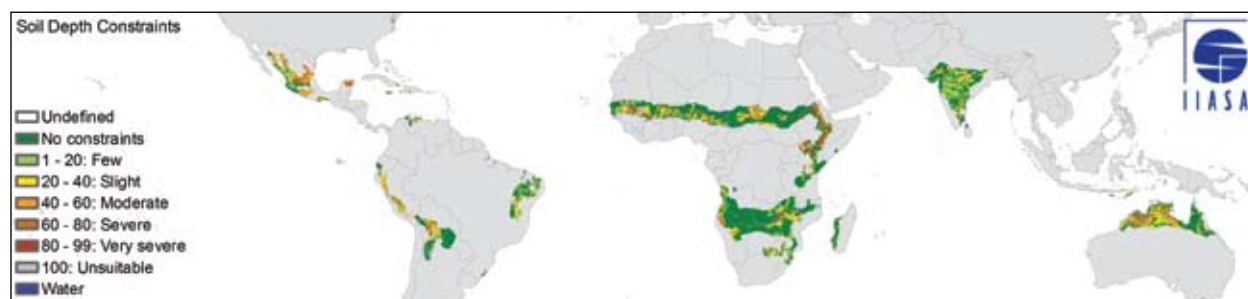 Soil Depth Constraints
Undefined
No constraints
1 - 20: Few
20 - 40: Slight
40 - 60: Moderate
60 - 80: Severe
80 - 99: Very severe
100: Unsuitable
Water
IIASA